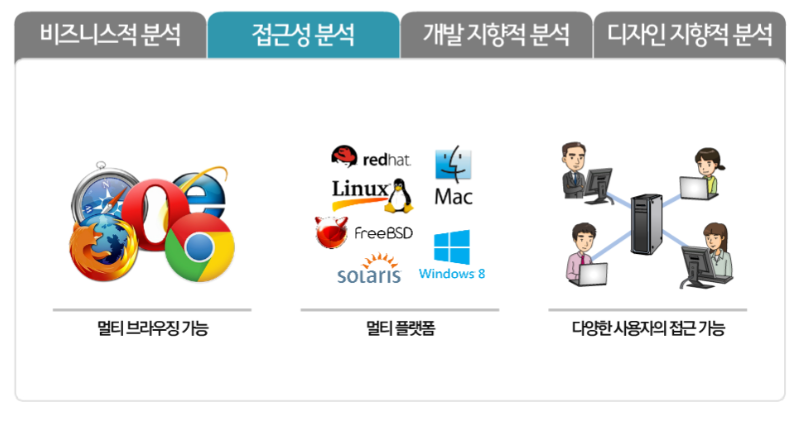 비즈니스적 분석
접근성 분석
개발 지향적 분석
디자인 지향적 분석
redhat.
Linux
Mac
FreeBSD
solaris
Windows 8
멀티 브라우징 가능
멀티 플랫폼
다양한 사용자의 접근 가능